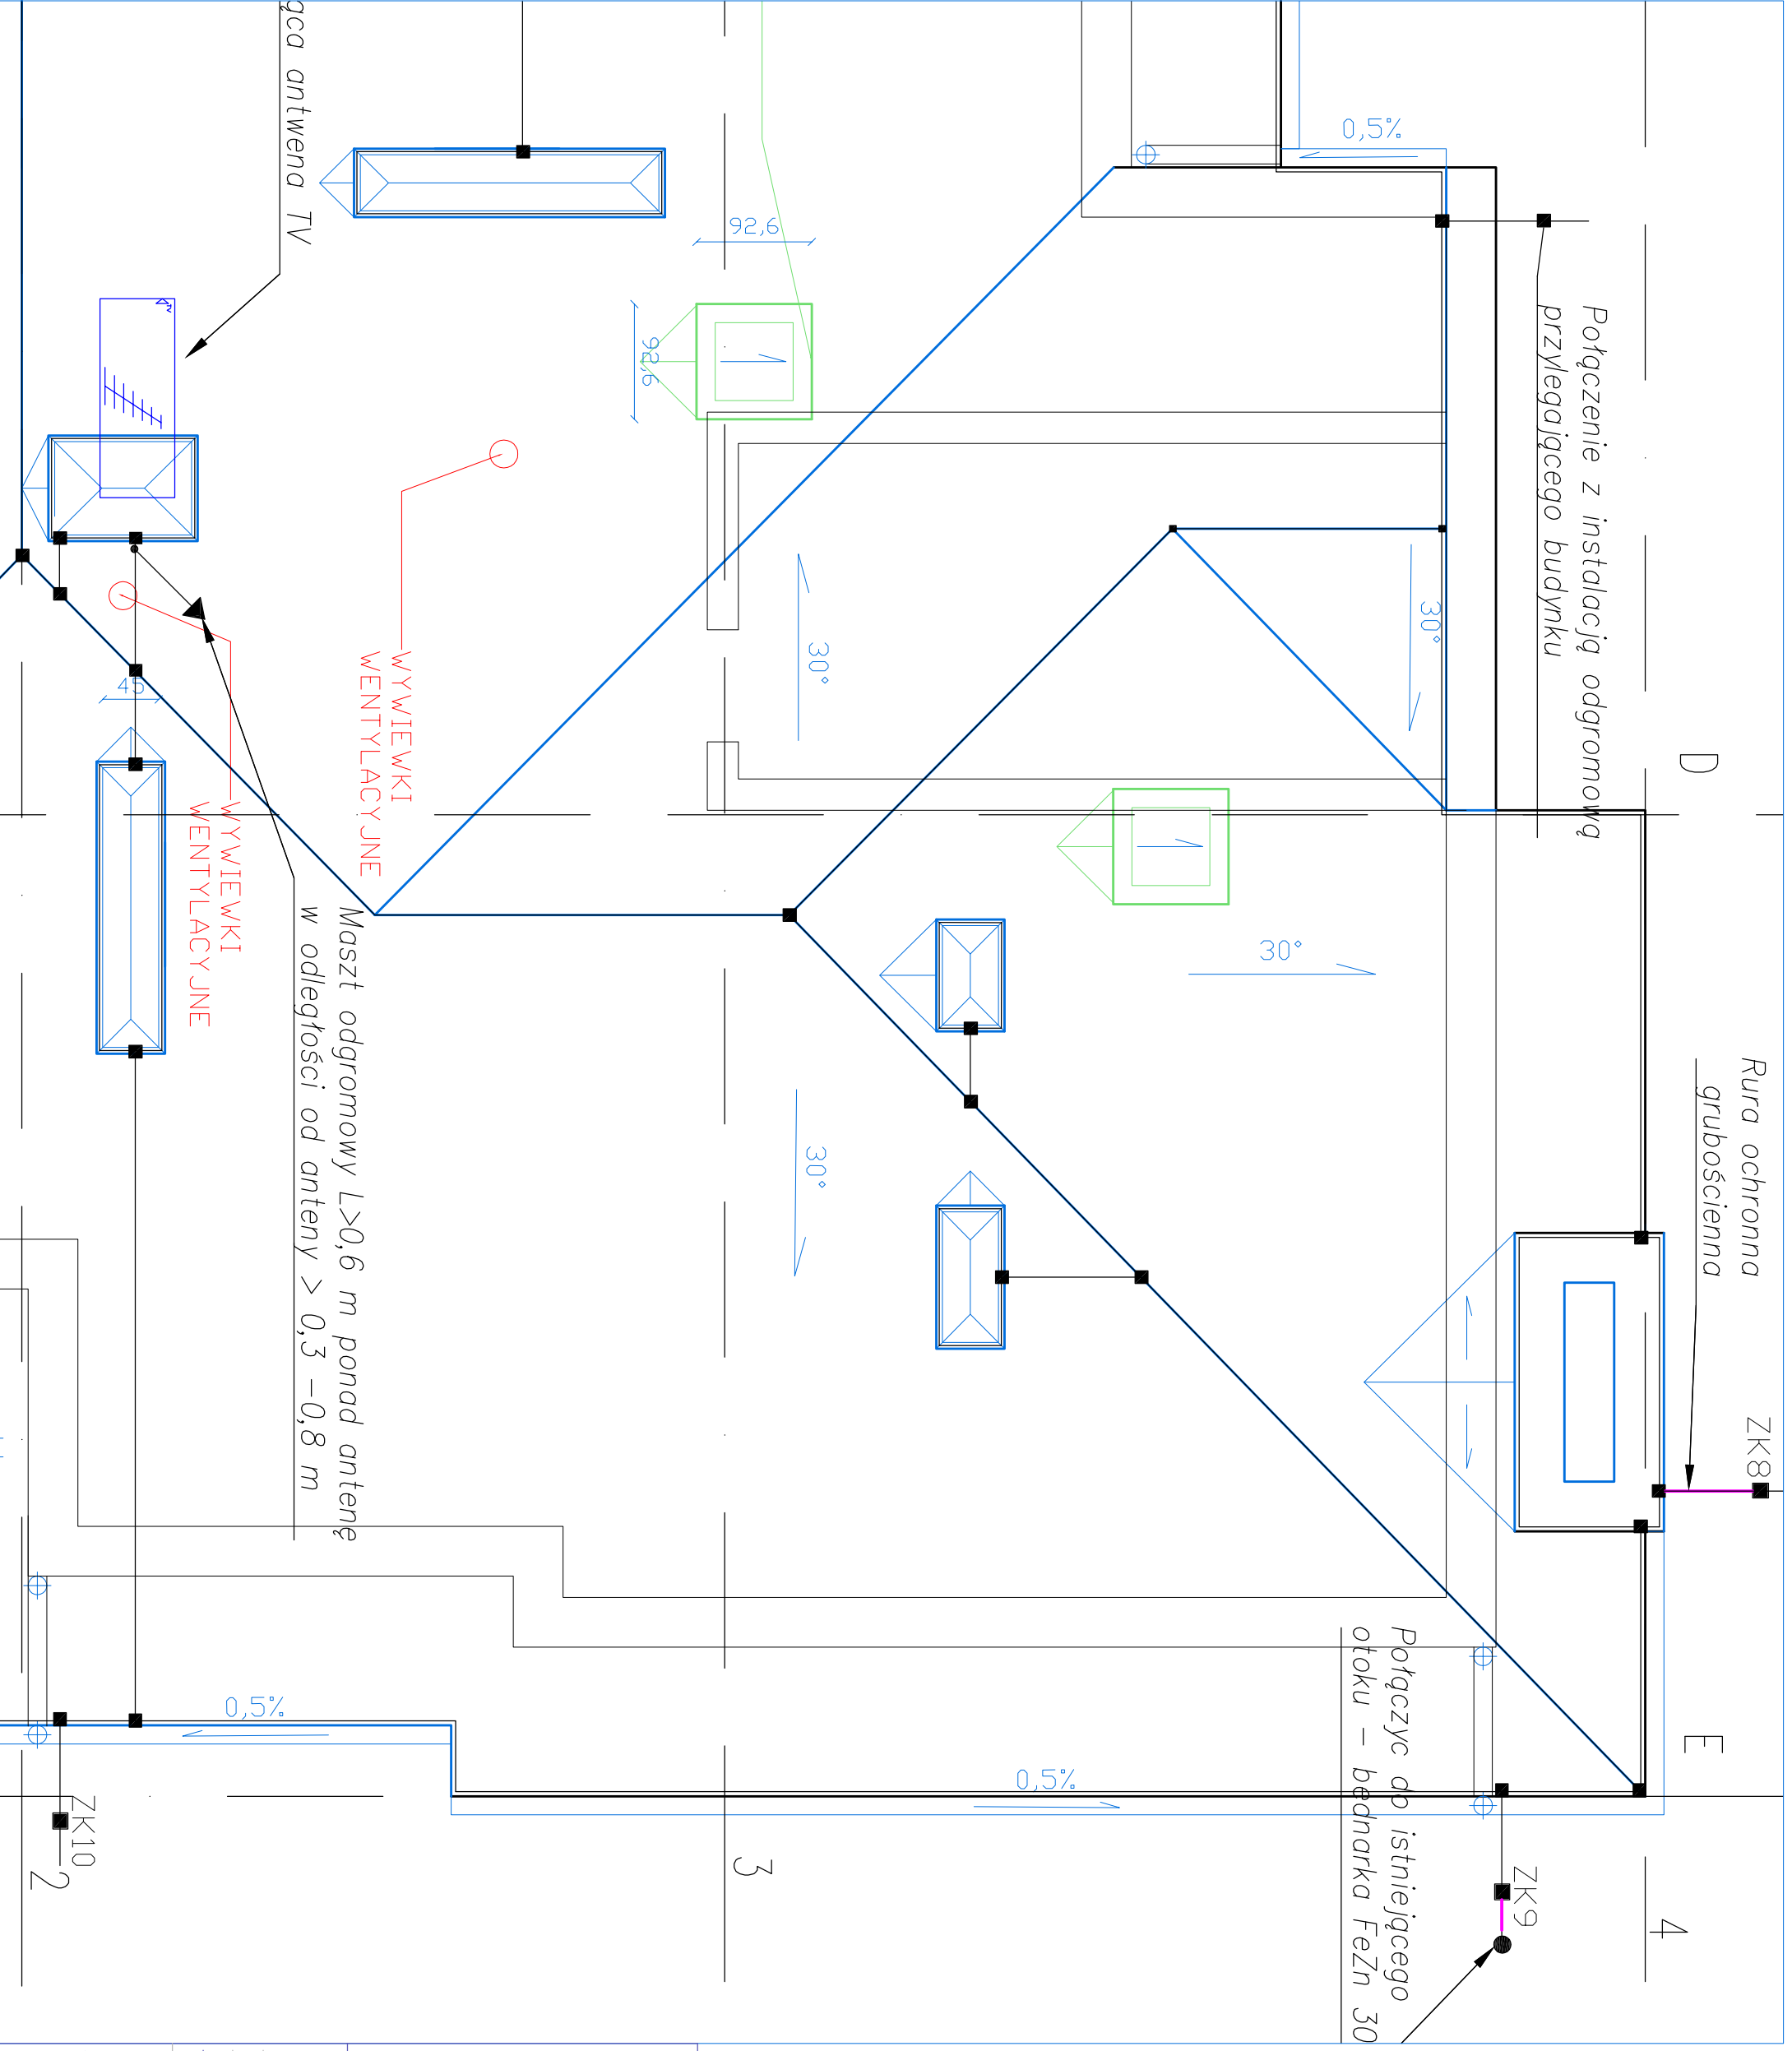 Połączenie z instalacją odgromową
przylegającego budynku
D
Rura ochronna
grubościenna
ZK8
E
4
ZK9
Połączyc do istniejącego
otoku - bednarka FeZn 30
3
ZK10
2
Maszt odgromowy L>0,6 m ponad antenę
w odległości od anteny > 0,3 -0,8 m
WYWIEWKI
WENTYLACYJNE
WYWIEWKI
WENTYLACYJNE
antwena TV
0,5%
92,6
92,6
30°
30°
30°
30°
45
0,5%
0,5%